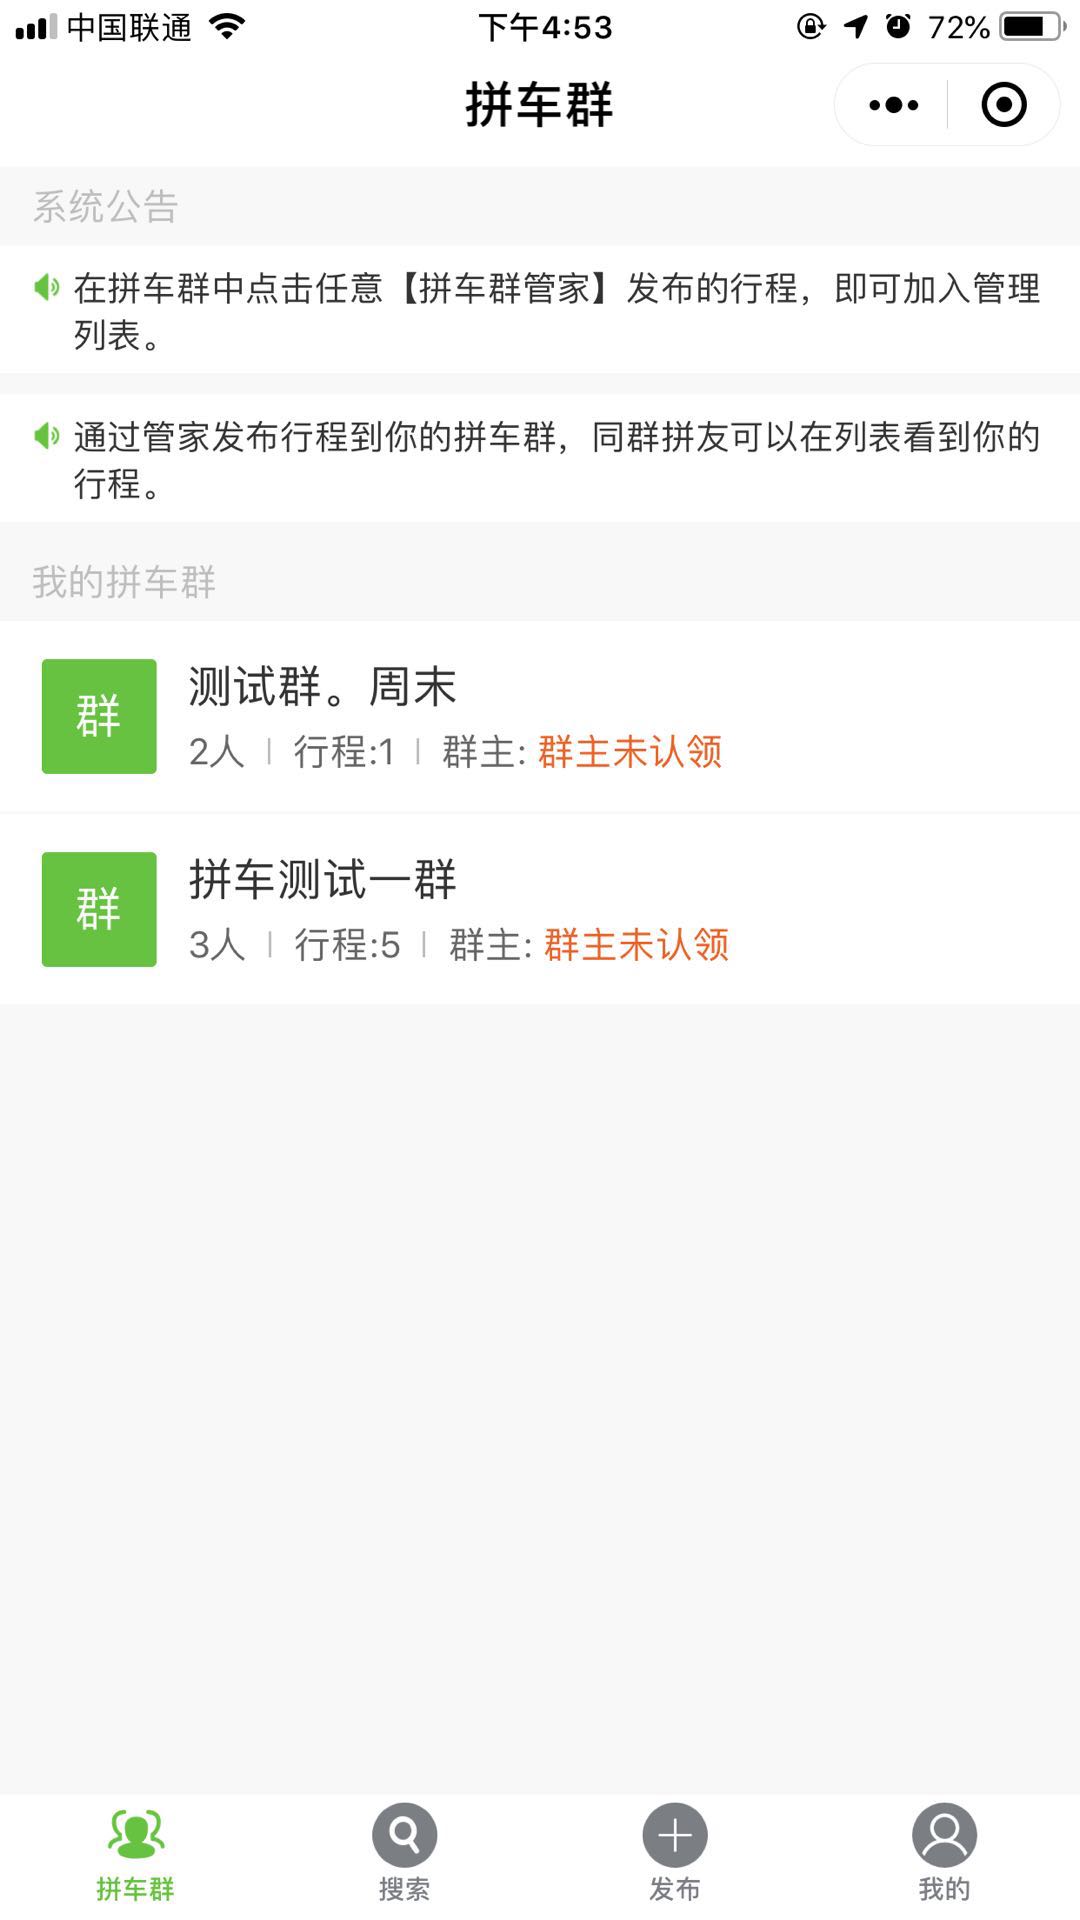 中国联通 下午4:53 72%
拼车群
系统公告
在拼车群中点击任意【拼车群管家】发布的行程，即可加入管理
列表。
通过管家发布行程到你的拼车群，同群拼友可以在列表看到你的
行程。
我的拼车群
群
测试群。周末
2人 | 行程:1 | 群主: 群主未认领
群
拼车测试一群
3人 | 行程:5 | 群主: 群主未认领
拼车群 搜索 发布 我的